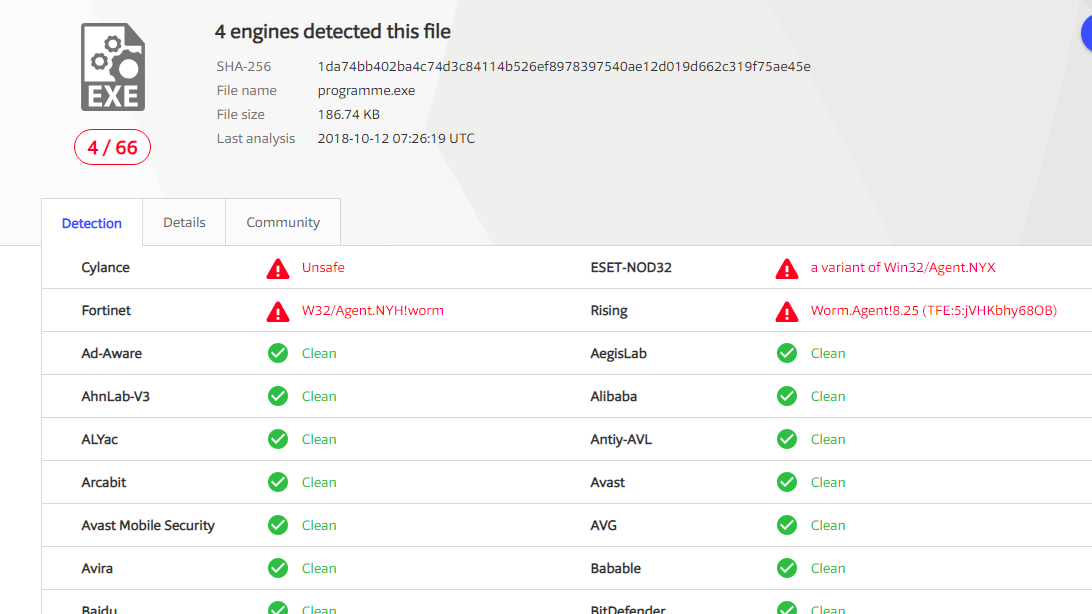 4 engines detected this file
SHA-256 1da74bb402ba4c74d3c84114b526ef8978397540ae12d019d662c319f75ae45e
File name programme.exe
File size 186.74 KB
Last analysis 2018-10-12 07:26:19 UTC
EXE
4 / 66
Detection Details Community
Cylance Unsafe ESET-NOD32 a variant of Win32/Agent.NYX
Fortinet W32/Agent.NYH!worm Rising Worm.Agent!8.25 (TFE:5:jVHKbhy68OB)
Ad-Aware Clean AegisLab Clean
AhnLab-V3 Clean Alibaba Clean
ALYac Clean Antiy-AVL Clean
Arcabit Clean Avast Clean
Avast Mobile Security Clean AVG Clean
Avira Clean Babable Clean
Baidu Clean BitDefender Clean